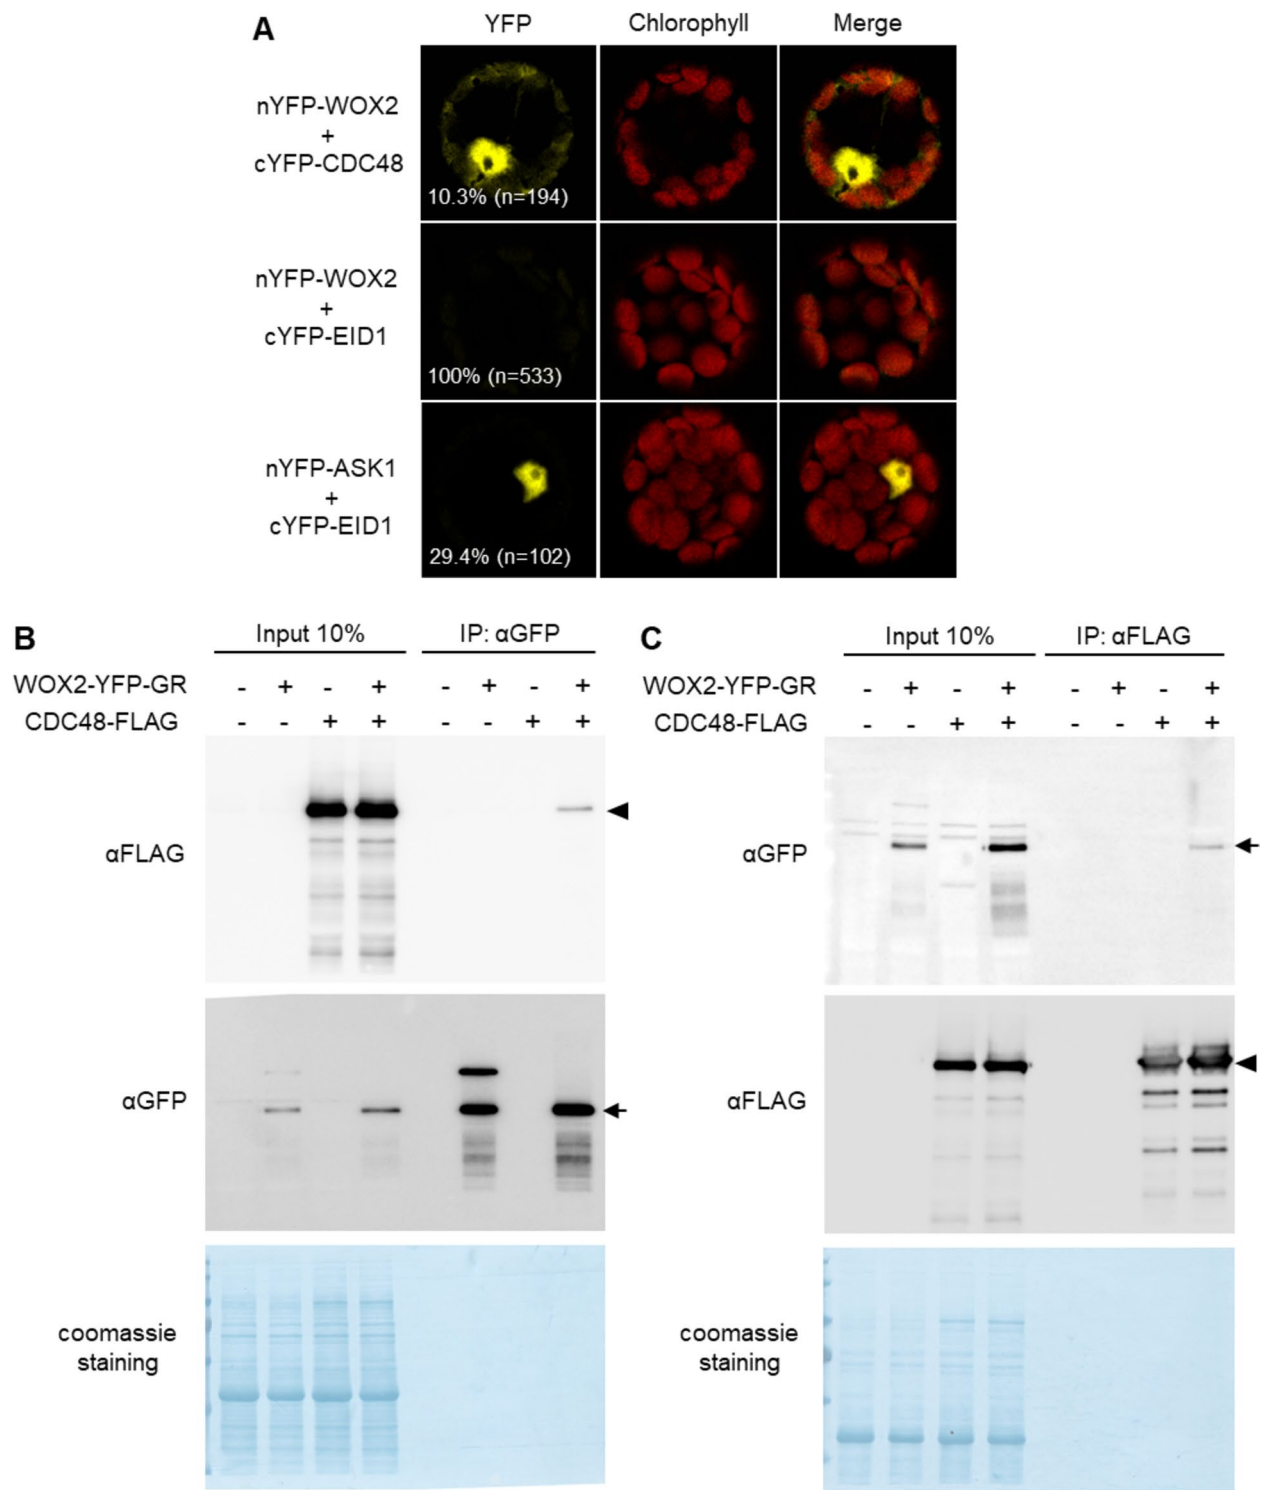 A
YFP
Chlorophyll
Merge
nYFP-WOX2
+
cYFP-CDC48
10.3% (n=194)
nYFP-WOX2
+
cYFP-EID1
100% (n=533)
nYFP-ASK1
+
cYFP-EID1
29.4% (n=102)
B
Input 10%
IP: αGFP
WOX2-YFP-GR
- + - + - + - +
CDC48-FLAG
- - + + - - + +
αFLAG
αGFP
coomassie
staining
C
Input 10%
IP: αFLAG
WOX2-YFP-GR
- + - + - + - +
CDC48-FLAG
- - + + - - + +
αGFP
αFLAG
coomassie
staining